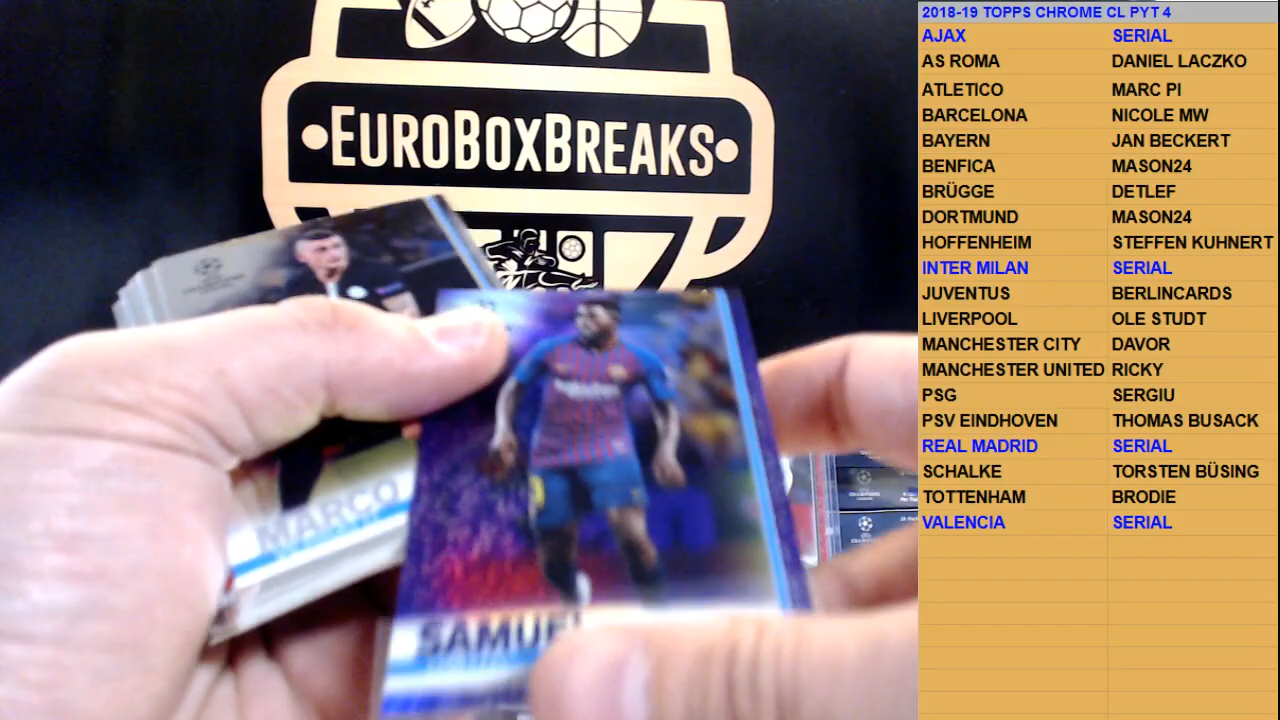 EUROBOXBREAKS
MARCO
SAMUEL
2018-19 TOPPS CHROME CL PYT 4
AJAX SERIAL
AS ROMA DANIEL LACZKO
ATLETICO MARC PI
BARCELONA NICOLE MW
BAYERN JAN BECKERT
BENFICA MASON24
BRÜGGE DETLEF
DORTMUND MASON24
HOFFENHEIM STEFFEN KUHNERT
INTER MILAN SERIAL
JUVENTUS BERLINCARDS
LIVERPOOL OLE STUDT
MANCHESTER CITY DAVOR
MANCHESTER UNITED RICKY
PSG SERGIU
PSV EINDHOVEN THOMAS BUSACK
REAL MADRID SERIAL
SCHALKE TORSTEN BÜSING
TOTTENHAM BRODIE
VALENCIA SERIAL